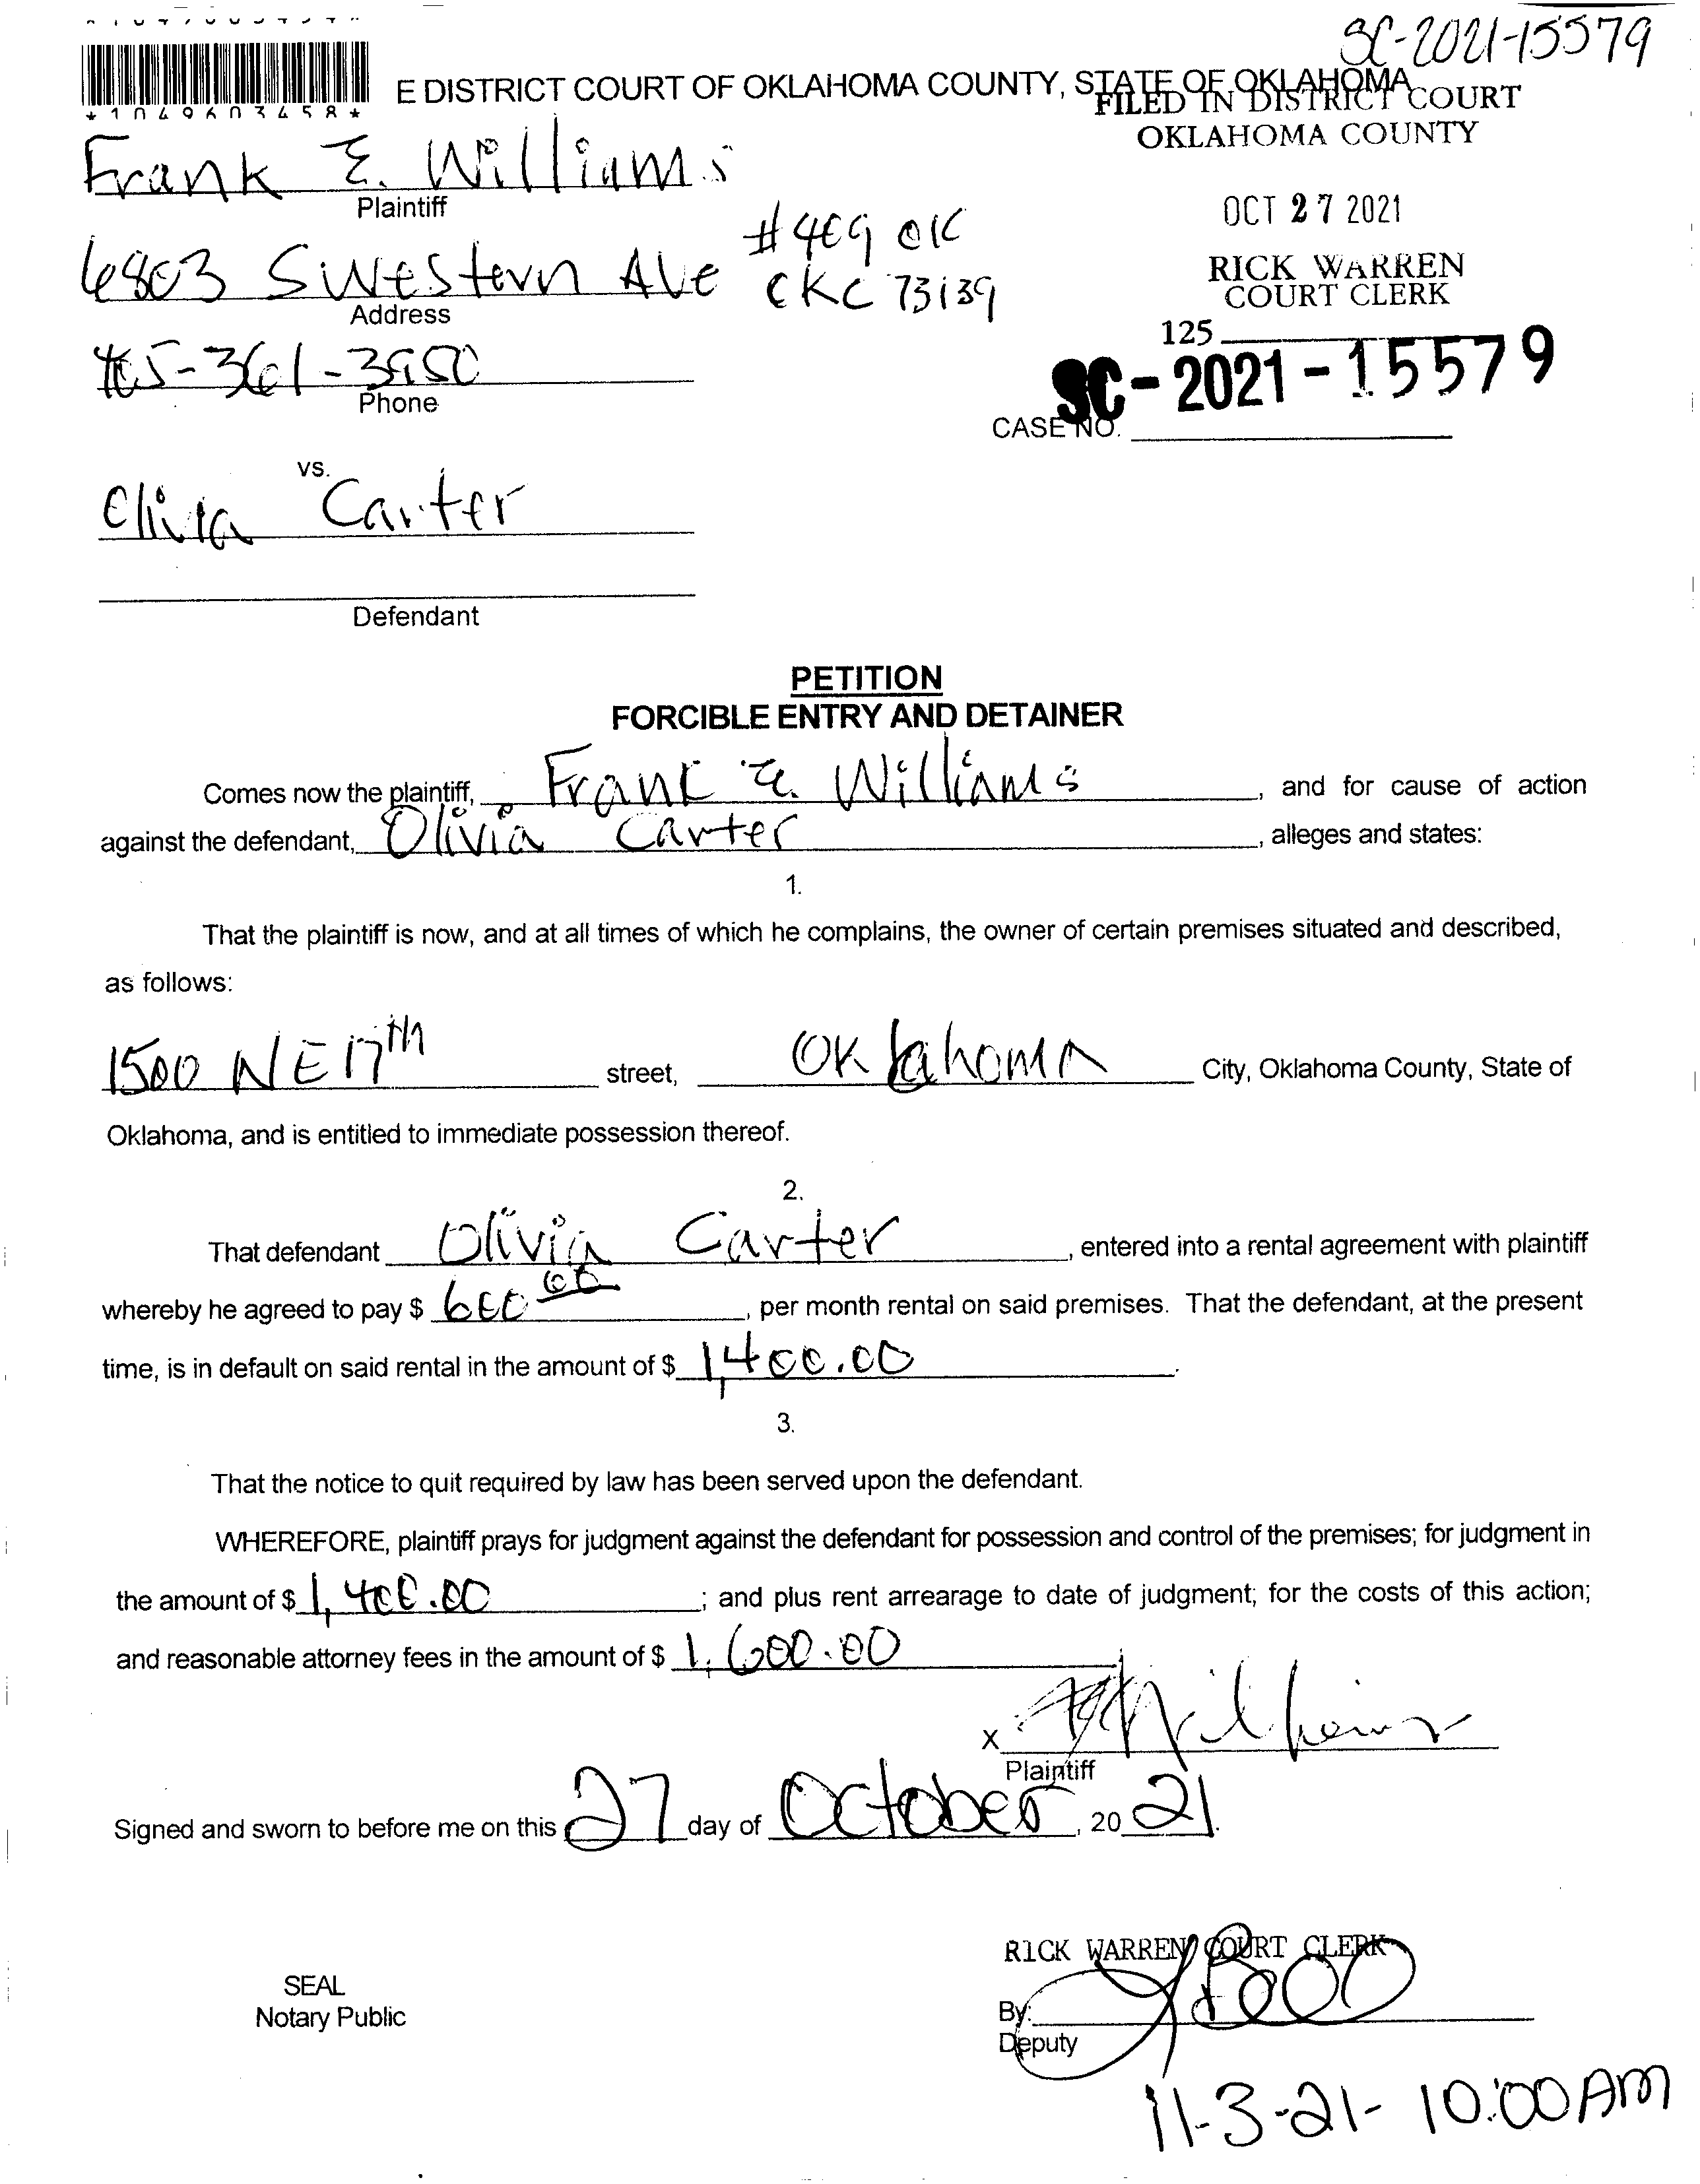 SC-2021-15579
*1049603458*
E DISTRICT COURT OF OKLAHOMA COUNTY, STATE OF OKLAHOMA
FILED IN DISTRICT COURT
OKLAHOMA COUNTY
Frank E. Williams
Plaintiff
OCT 27 2021
6803 S Western Ave #409 OK
OKC 73139
Address
RICK WARREN
COURT CLERK
125
405-361-3950
Phone
SC-2021-15579
CASE NO.
vs.
Olivia Carter
Defendant
PETITION
FORCIBLE ENTRY AND DETAINER
Comes now the plaintiff, Frank E. Williams, and for cause of action
against the defendant, Olivia Carter, alleges and states:
1.
That the plaintiff is now, and at all times of which he complains, the owner of certain premises situated and described,
as follows:
1500 NE 17th street, Oklahoma City, Oklahoma County, State of
Oklahoma, and is entitled to immediate possession thereof.
2.
That defendant Olivia Carter, entered into a rental agreement with plaintiff
whereby he agreed to pay $ 600 00, per month rental on said premises. That the defendant, at the present
time, is in default on said rental in the amount of $ 1,400.00.
3.
That the notice to quit required by law has been served upon the defendant.
WHEREFORE, plaintiff prays for judgment against the defendant for possession and control of the premises; for judgment in
the amount of $ 1,400.00; and plus rent arrearage to date of judgment; for the costs of this action;
and reasonable attorney fees in the amount of $ 1,600.00
X
Plaintiff
Signed and sworn to before me on this 27 day of October, 20 21.
RICK WARREN COURT CLERK
SEAL
Notary Public
By:
Deputy
11-3-21- 10:00 AM